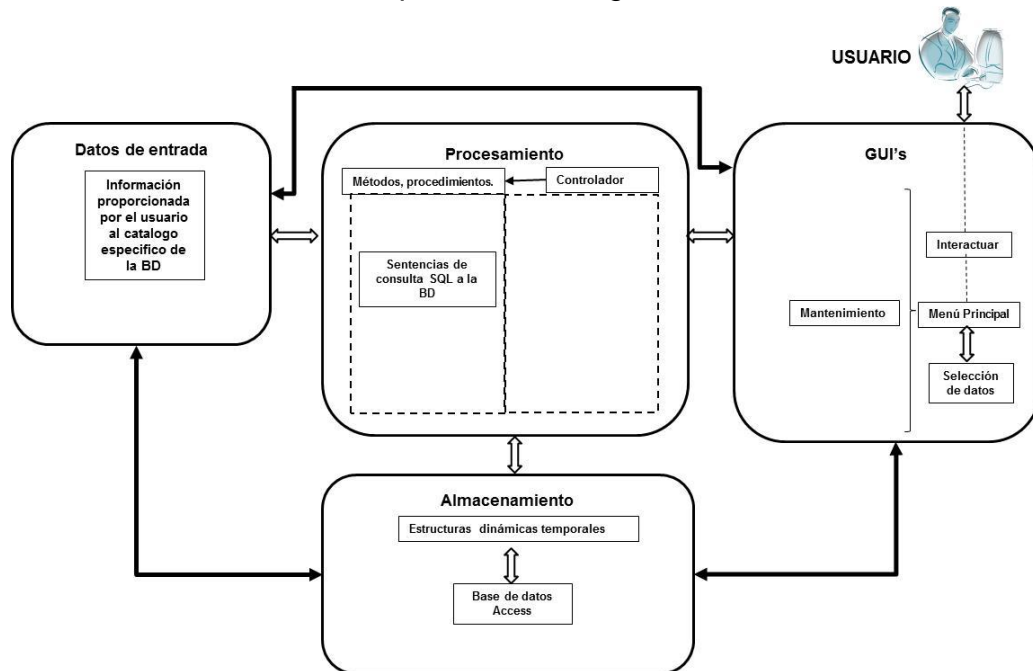 USUARIO
Datos de entrada
Información
proporcionada
por el usuario
al catalogo
especifico de
la BD
Procesamiento
Métodos, procedimientos.
Controlador
Sentencias de
consulta SQL a la
BD
GUI's
Interactuar
Mantenimiento
Menú Principal
Selección
de datos
Almacenamiento
Estructuras dinámicas temporales
Base de datos
Access